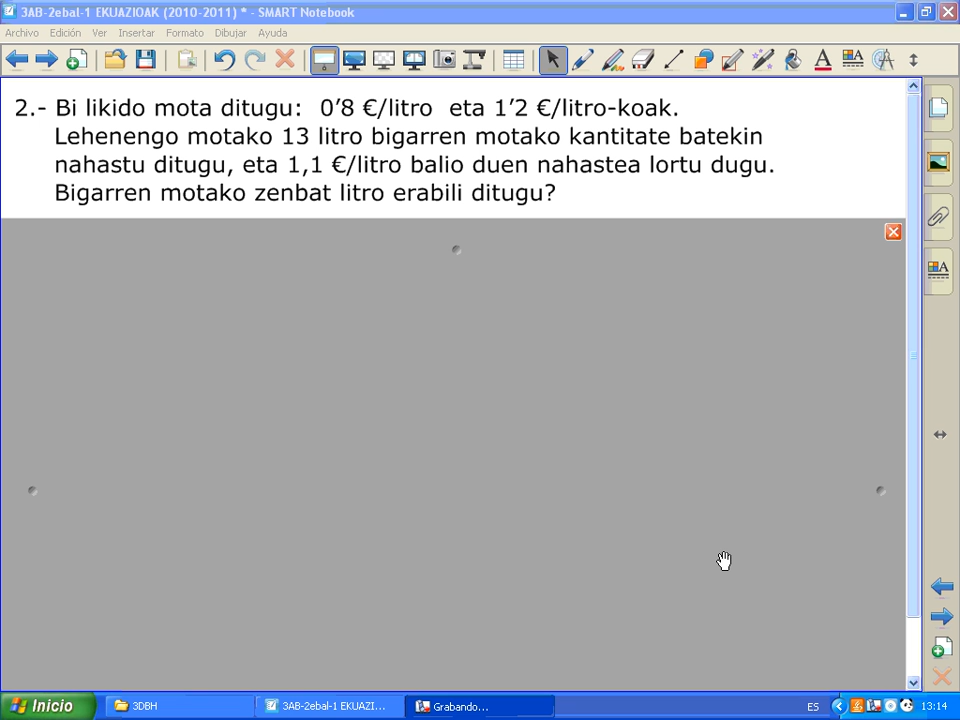 3AB-2ebal-1 EKUAZIOAK (2010-2011) * - SMART Notebook
Archivo Edición Ver Insertar Formato Dibujar Ayuda
2.- Bi likido mota ditugu: 0'8 €/litro eta 1'2 €/litro-koak.
Lehenengo motako 13 litro bigarren motako kantitate batekin
nahastu ditugu, eta 1,1 €/litro balio duen nahastea lortu dugu.
Bigarren motako zenbat litro erabili ditugu?
Inicio 3DBH 3AB-2ebal-1 EKUAZI... Grabando... ES 13:14